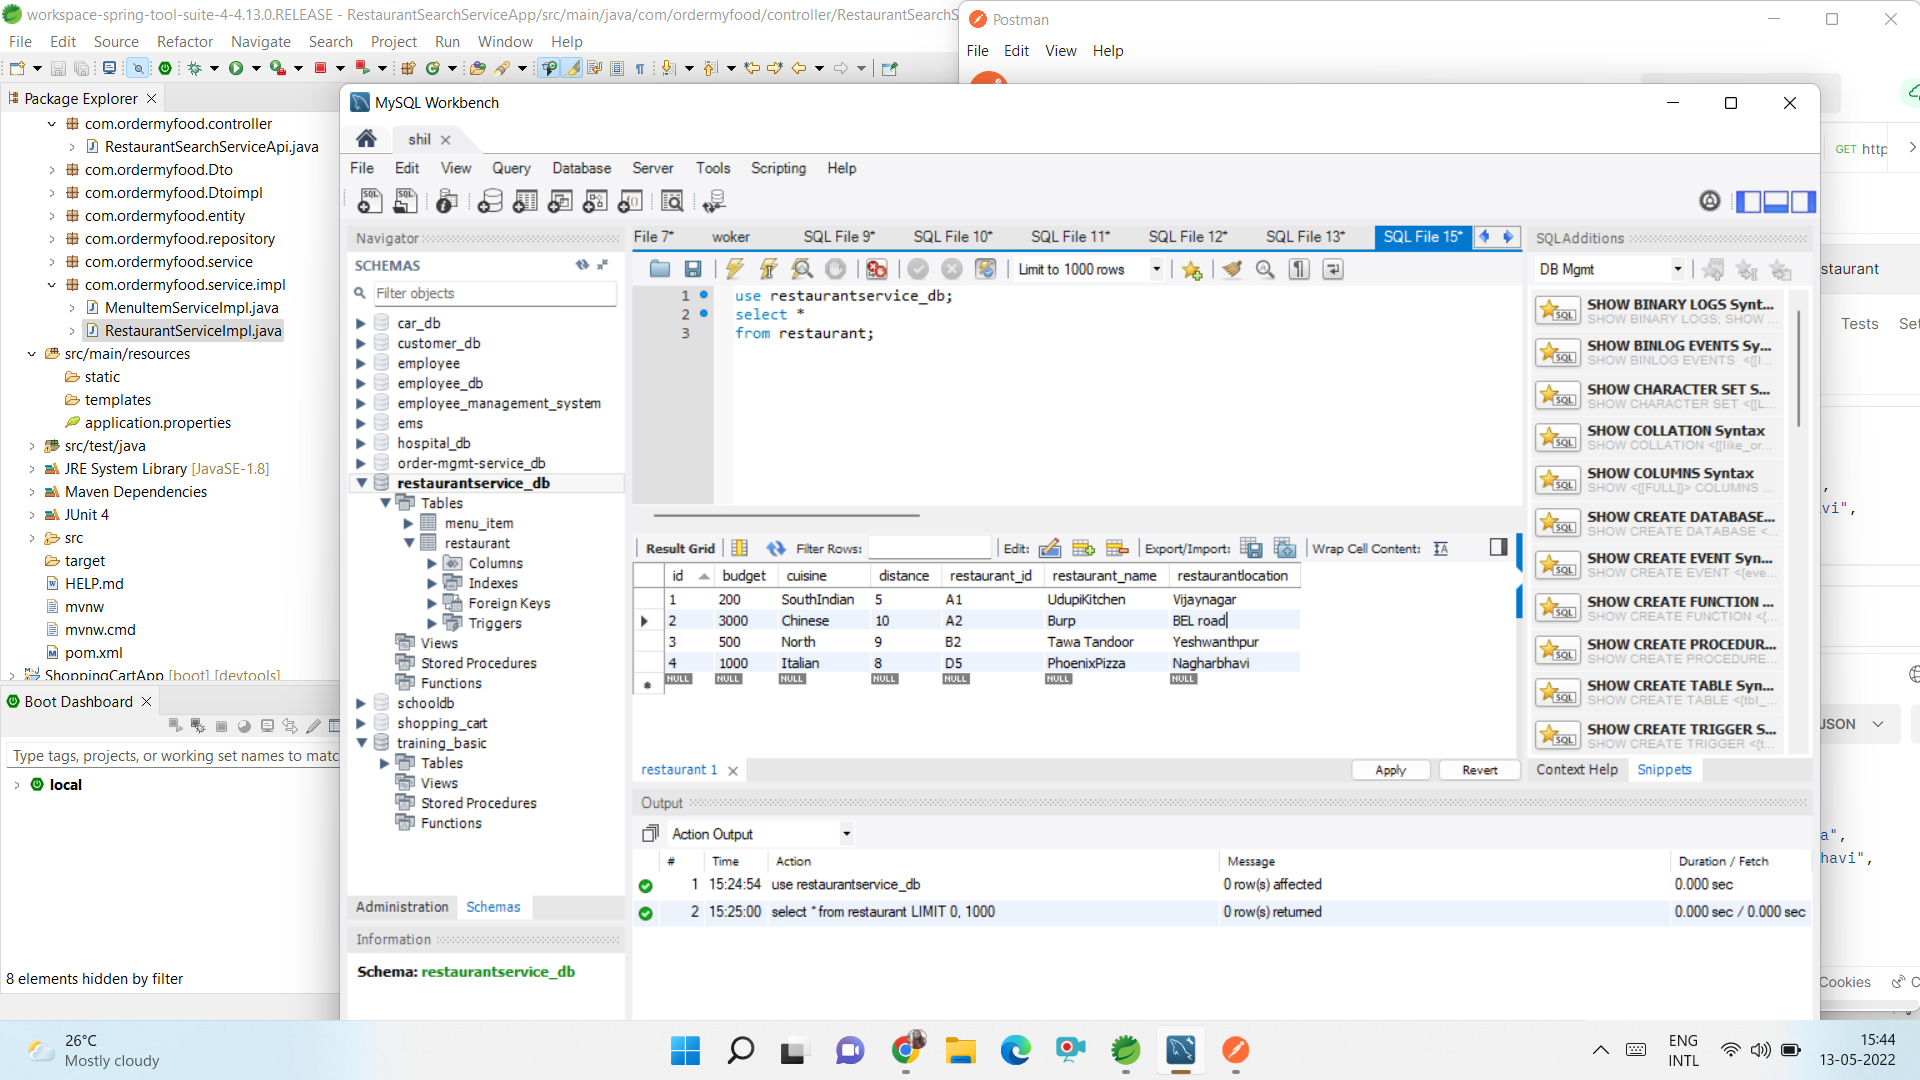 workspace-spring-tool-suite-4-4.13.0.RELEASE - RestaurantSearchServiceApp/src/main/java/com/ordermyfood/controller/RestaurantSearchS
File Edit Source Refactor Navigate Search Project Run Window Help
Package Explorer
com.ordermyfood.controller
RestaurantSearchServiceApi.java
com.ordermyfood.Dto
com.ordermyfood.Dtoimpl
com.ordermyfood.entity
com.ordermyfood.repository
com.ordermyfood.service
com.ordermyfood.service.impl
MenuItemServiceImpl.java
RestaurantServiceImpl.java
src/main/resources
static
templates
application.properties
src/test/java
JRE System Library [JavaSE-1.8]
Maven Dependencies
JUnit 4
src
target
HELP.md
mvnw
mvnw.cmd
pom.xml
ShoppingCartApp [boot] [devtools]
Boot Dashboard
Type tags, projects, or working set names to matc
local
8 elements hidden by filter
Postman
File Edit View Help
GET http
staurant
Tests Set
,
avi",
JSON
a",
havi",
Cookies
MySQL Workbench
shil
File Edit View Query Database Server Tools Scripting Help
Navigator
SCHEMAS
Filter objects
car_db
customer_db
employee
employee_db
employee_management_system
ems
hospital_db
order-mgmt-service_db
restaurantservice_db
Tables
menu_item
restaurant
Columns
Indexes
Foreign Keys
Triggers
Views
Stored Procedures
Functions
schooldb
shopping_cart
training_basic
Tables
Views
Stored Procedures
Functions
Administration Schemas
Information
Schema: restaurantservice_db
File 7* woker SQL File 9* SQL File 10* SQL File 11* SQL File 12* SQL File 13* SQL File 15*
Limit to 1000 rows
1 use restaurantservice_db;
2 select *
3 from restaurant;
Result Grid Filter Rows: Edit: Export/Import: Wrap Cell Content:
id budget cuisine distance restaurant_id restaurant_name restaurantlocation
1 200 SouthIndian 5 A1 UdupiKitchen Vijaynagar
2 3000 Chinese 10 A2 Burp BEL road
3 500 North 9 B2 Tawa Tandoor Yeshwanthpur
4 1000 Italian 8 D5 PhoenixPizza Nagharbhavi
NULL NULL NULL NULL NULL NULL NULL
restaurant 1 Apply Revert
Output
Action Output
# Time Action Message Duration / Fetch
1 15:24:54 use restaurantservice_db 0 row(s) affected 0.000 sec
2 15:25:00 select * from restaurant LIMIT 0, 1000 0 row(s) returned 0.000 sec / 0.000 sec
SQLAdditions
DB Mgmt
SHOW BINARY LOGS Synt...
SHOW BINARY LOGS; SHOW ...
SHOW BINLOG EVENTS Sy...
SHOW BINLOG EVENTS <[[I...
SHOW CHARACTER SET S...
SHOW CHARACTER SET <[[L...
SHOW COLLATION Syntax
SHOW COLLATION <[[like_or...
SHOW COLUMNS Syntax
SHOW <[[FULL]]> COLUMNS ...
SHOW CREATE DATABASE...
SHOW CREATE DATABASE <...
SHOW CREATE EVENT Syn...
SHOW CREATE EVENT <[eve...
SHOW CREATE FUNCTION ...
SHOW CREATE FUNCTION <[...
SHOW CREATE PROCEDUR...
SHOW CREATE PROCEDURE...
SHOW CREATE TABLE Syn...
SHOW CREATE TABLE <[tbl_...
SHOW CREATE TRIGGER S...
SHOW CREATE TRIGGER <[t...
Context Help Snippets
26°C
Mostly cloudy
ENG
INTL
15:44
13-05-2022